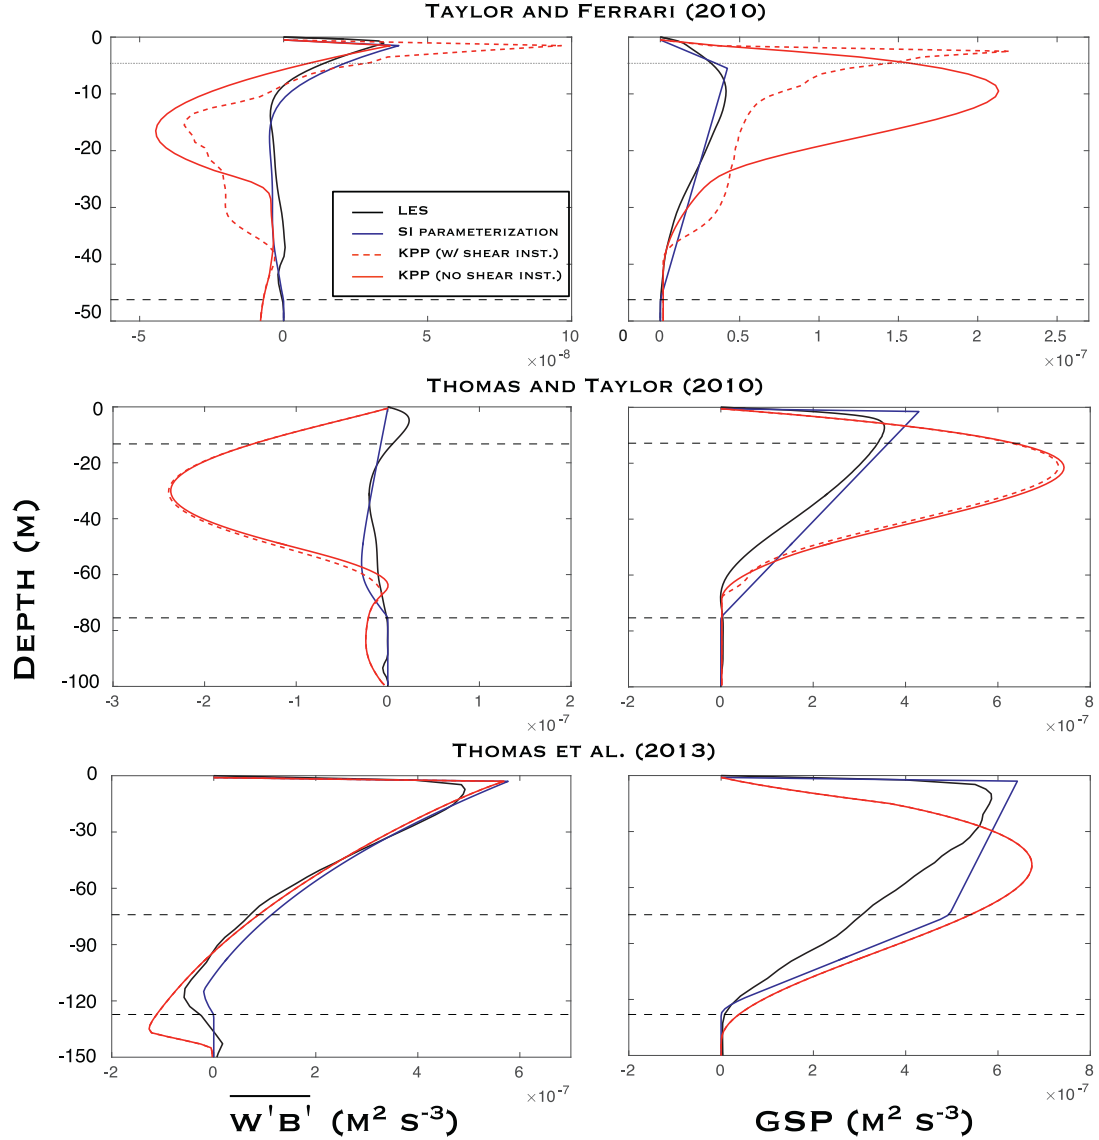 TAYLOR AND FERRARI (2010)
0
-10
-20
-30
-40
-50
LES
SI PARAMETERIZATION
KPP (W/ SHEAR INST.)
KPP (NO SHEAR INST.)
-5 0 5 10
×10⁻⁸
0 0 0.5 1 1.5 2 2.5
×10⁻⁷
THOMAS AND TAYLOR (2010)
0
-20
-40
-60
-80
-100
-3 -2 -1 0 1 2
×10⁻⁷
-2 0 2 4 6 8
×10⁻⁷
DEPTH (M)
THOMAS ET AL. (2013)
0
-30
-60
-90
-120
-150
-2 0 2 4 6
×10⁻⁷
-2 0 2 4 6 8
×10⁻⁷
W'B' (M² S⁻³)
GSP (M² S⁻³)